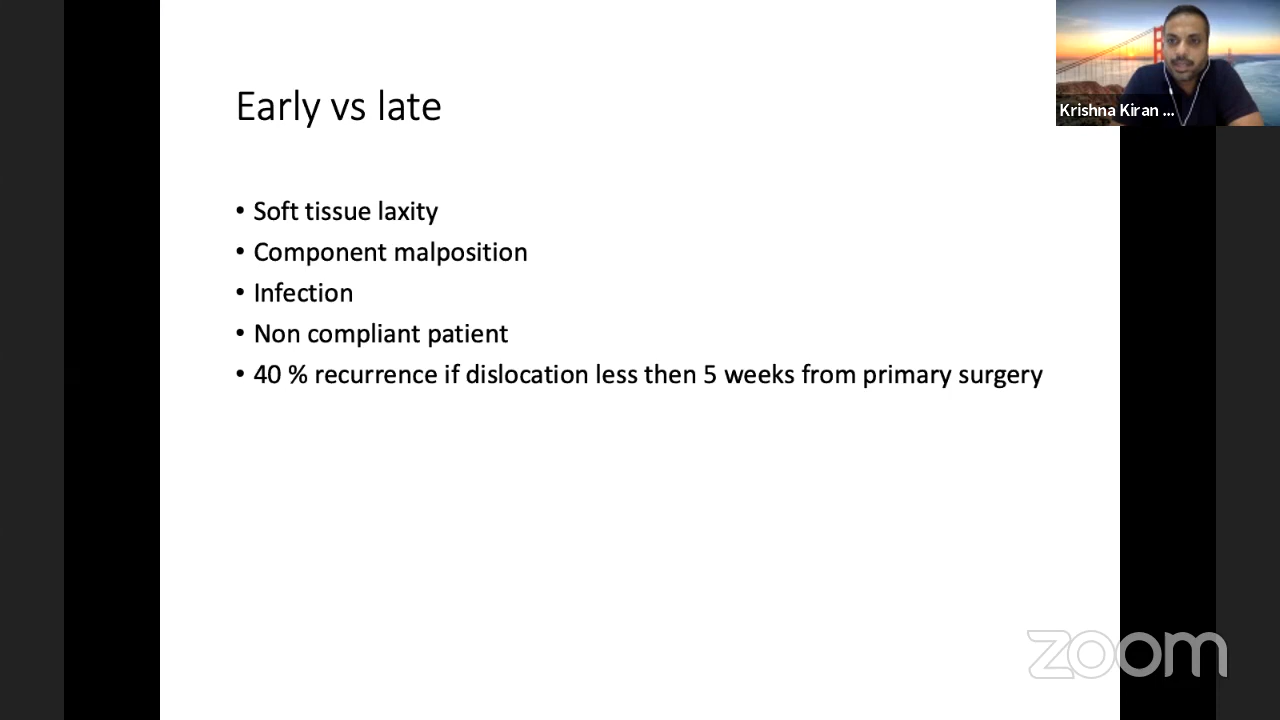 Early vs late
• Soft tissue laxity
• Component malposition
• Infection
• Non compliant patient
• 40 % recurrence if dislocation less then 5 weeks from primary surgery
Krishna Kiran ...
zoom